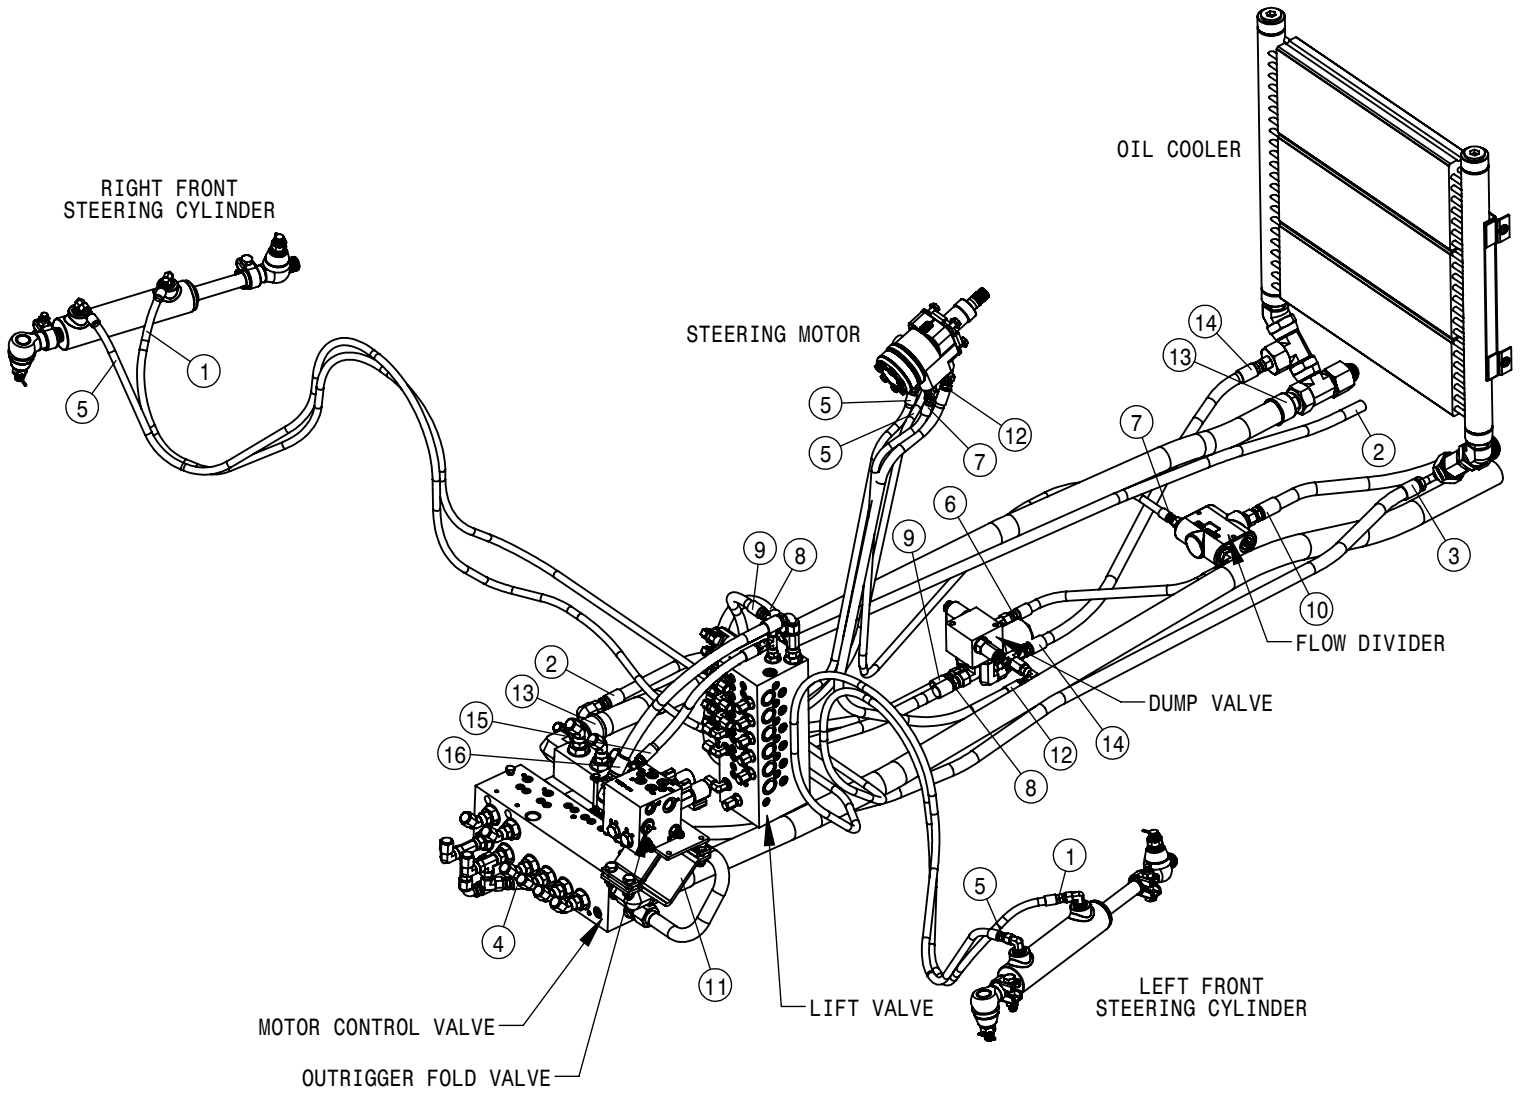 OIL COOLER
RIGHT FRONT
STEERING CYLINDER
14
STEERING MOTOR
13
1
5
5
7
12
2
5
7
6
9
3
9
8
10
FLOW DIVIDER
2
13
DUMP VALVE
15
14
12
16
8
1
5
4
11
LEFT FRONT
STEERING CYLINDER
LIFT VALVE
MOTOR CONTROL VALVE
OUTRIGGER FOLD VALVE